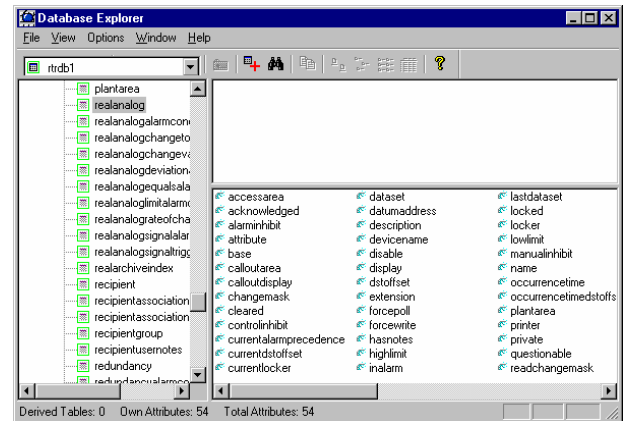 Database Explorer
File View Options Window Help
rtrdb1
plantarea
realanalog
realanalogalarmcon
realanalogchangeto
realanalogchangeva
realanalogdeviation
realanalogequalsala
realanaloglimitalarmc
realanalograteofcha
realanalogsignalalar
realanalogsignaltrigg
realarchiveindex
recipient
recipientassociation
recipientassociation
recipientgroup
recipientusernotes
redundancy
redundancyalarmco
accessarea
acknowledged
alarminhibit
attribute
base
calloutarea
calloutdisplay
changemask
cleared
controlinhibit
currentalarmprecedence
currentdstoffset
currentlocker
dataset
datumaddress
description
devicename
disable
display
dstoffset
extension
forcepoll
forcewrite
hasnotes
highlimit
inalarm
lastdataset
locked
locker
lowlimit
manualinhibit
name
occurrencetime
occurrencetimedstoffs
plantarea
printer
private
questionable
readchangemask
Derived Tables: 0 Own Attributes: 54 Total Attributes: 54